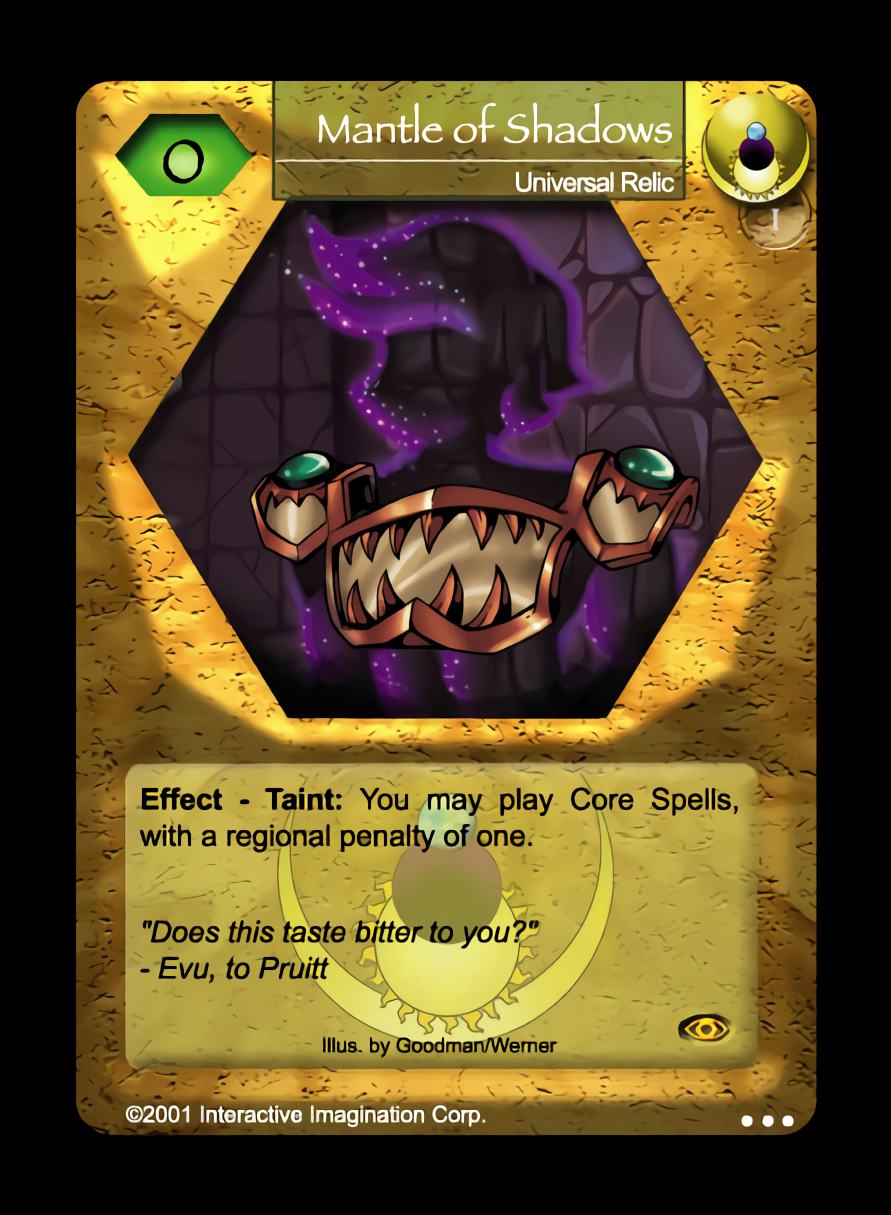 0
Mantle of Shadows
Universal Relic
I
Effect - Taint: You may play Core Spells,
with a regional penalty of one.
"Does this taste bitter to you?"
- Evu, to Pruitt
Illus. by Goodman/Werner
©2001 Interactive Imagination Corp.